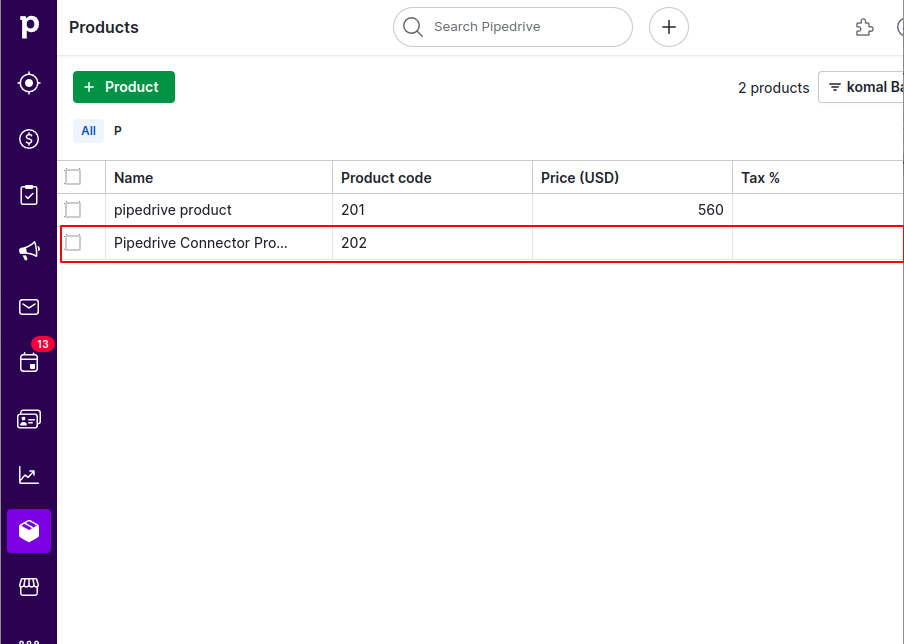 p
Products
Search Pipedrive
+ Product
2 products
komal Ba
All P
Name Product code Price (USD) Tax %
pipedrive product 201 560
Pipedrive Connector Pro... 202
13